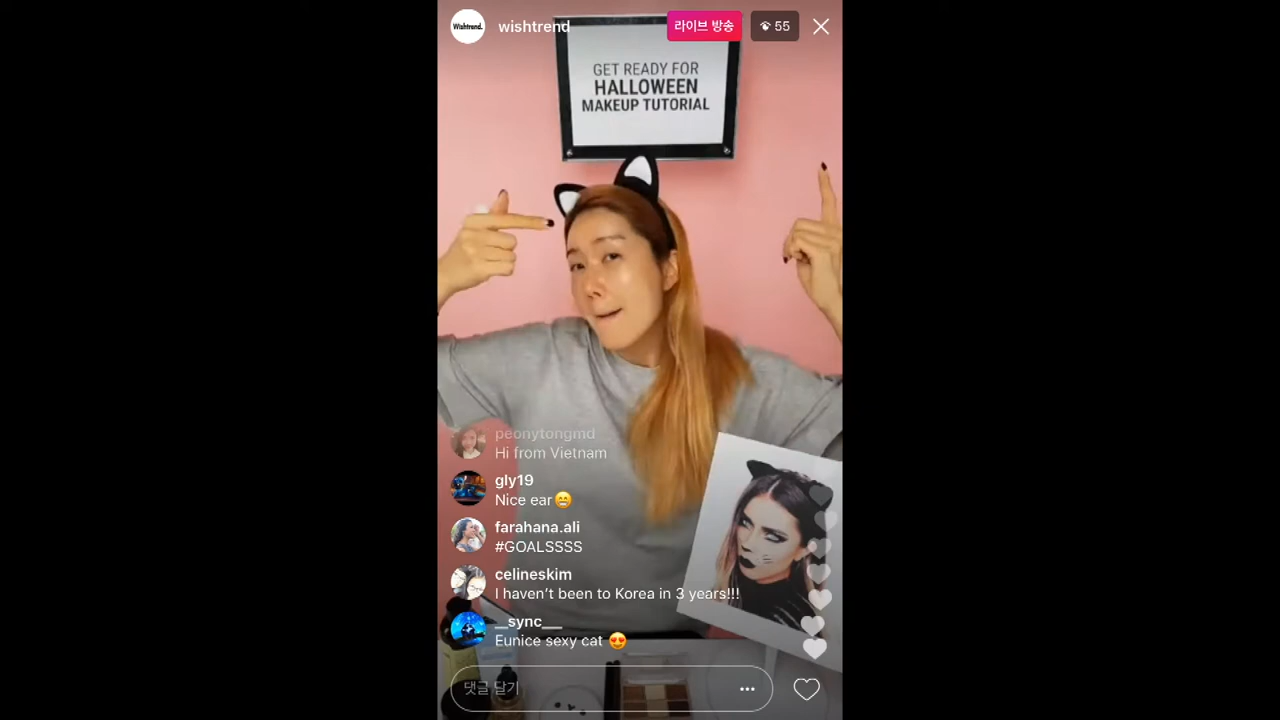 Wishtrend.
wishtrend
라이브 방송
55
GET READY FOR
HALLOWEEN
MAKEUP TUTORIAL
peonytongmd
Hi from Vietnam
gly19
Nice ear😁
farahana.ali
#GOALSSSS
celineskim
I haven't been to Korea in 3 years!!!
__sync__
Eunice sexy cat 😍
댓글 달기